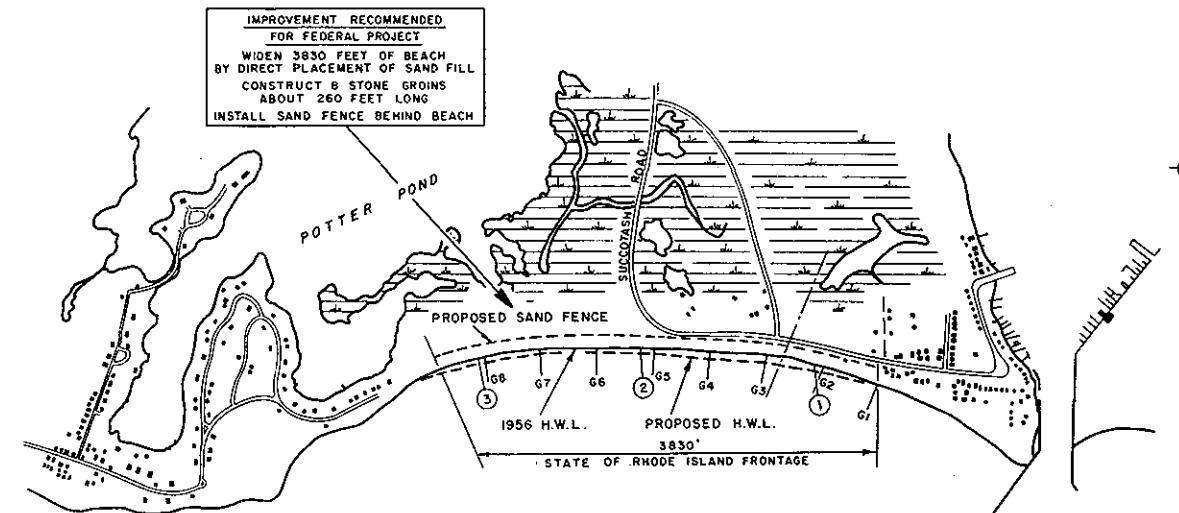 IMPROVEMENT RECOMMENDED
FOR FEDERAL PROJECT
WIDEN 3830 FEET OF BEACH
BY DIRECT PLACEMENT OF SAND FILL
CONSTRUCT 8 STONE GROINS
ABOUT 260 FEET LONG
INSTALL SAND FENCE BEHIND BEACH
POTTER POND
SUCCOTASH ROAD
PROPOSED SAND FENCE
G8 G7 G6 G5 G4 G3 G2 G1
3 2 1
1956 H.W.L. PROPOSED H.W.L.
3830'
STATE OF RHODE ISLAND FRONTAGE